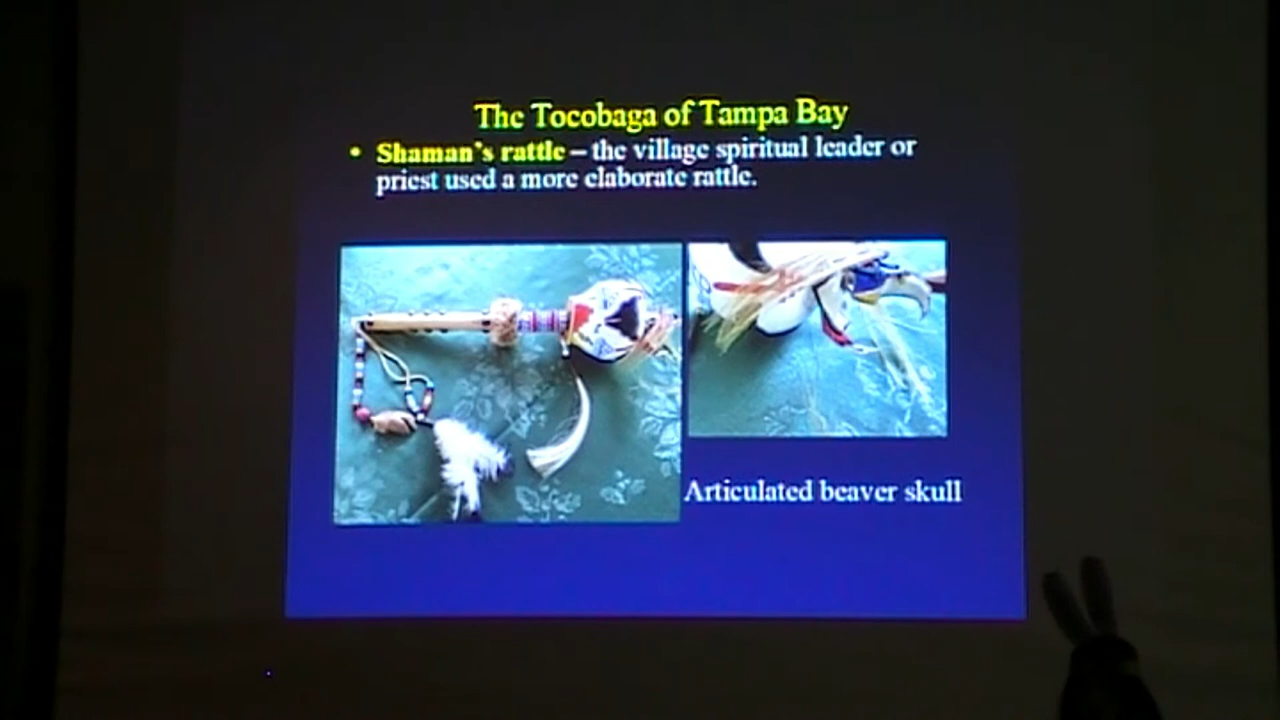 The Tocobaga of Tampa Bay
• Shaman's rattle – the village spiritual leader or
priest used a more elaborate rattle.
Articulated beaver skull